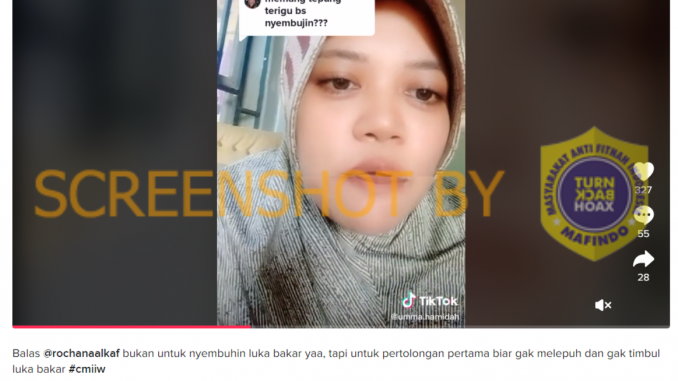 memang tepung
terigu bs
nyembujin???
SCREENSHOT BY
MASYARAKAT ANTI FITNAH
TURN
BACK
HOAX
MAFINDO
327
55
28
TikTok
@umma.hamidah
Balas @rochanaalkaf bukan untuk nyembuhin luka bakar yaa, tapi untuk pertolongan pertama biar gak melepuh dan gak timbul
luka bakar #cmiiw